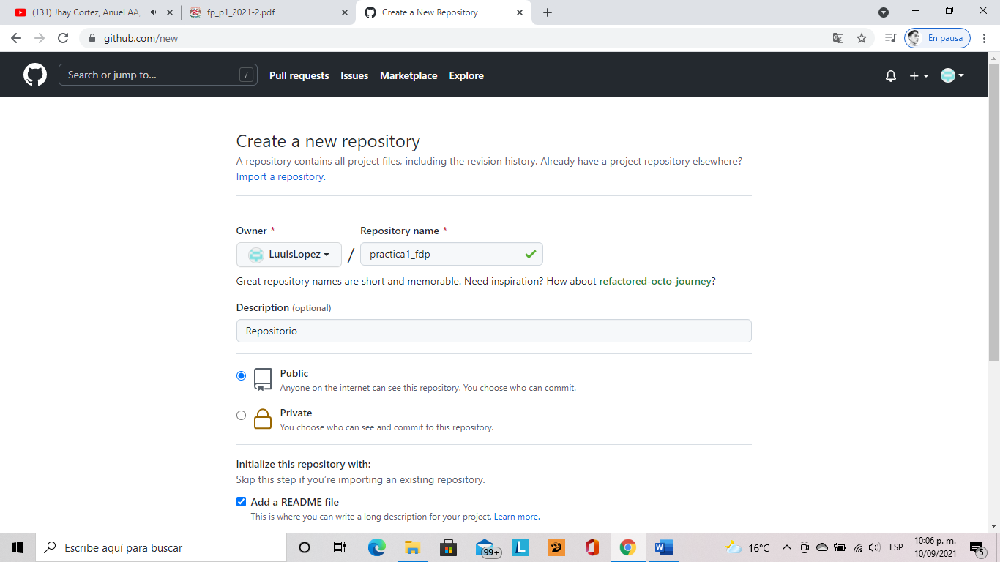 (131) Jhay Cortez, Anuel AA,
fp_p1_2021-2.pdf
Create a New Repository
github.com/new
En pausa
Search or jump to...
/
Pull requests
Issues
Marketplace
Explore
Create a new repository
A repository contains all project files, including the revision history. Already have a project repository elsewhere?
Import a repository.
Owner *
Repository name *
LuuisLopez
/
practica1_fdp
Great repository names are short and memorable. Need inspiration? How about refactored-octo-journey?
Description (optional)
Repositorio
Public
Anyone on the internet can see this repository. You choose who can commit.
Private
You choose who can see and commit to this repository.
Initialize this repository with:
Skip this step if you're importing an existing repository.
Add a README file
This is where you can write a long description for your project. Learn more.
Escribe aquí para buscar
99+
L
W
16°C
ESP
10:06 p. m.
10/09/2021
5